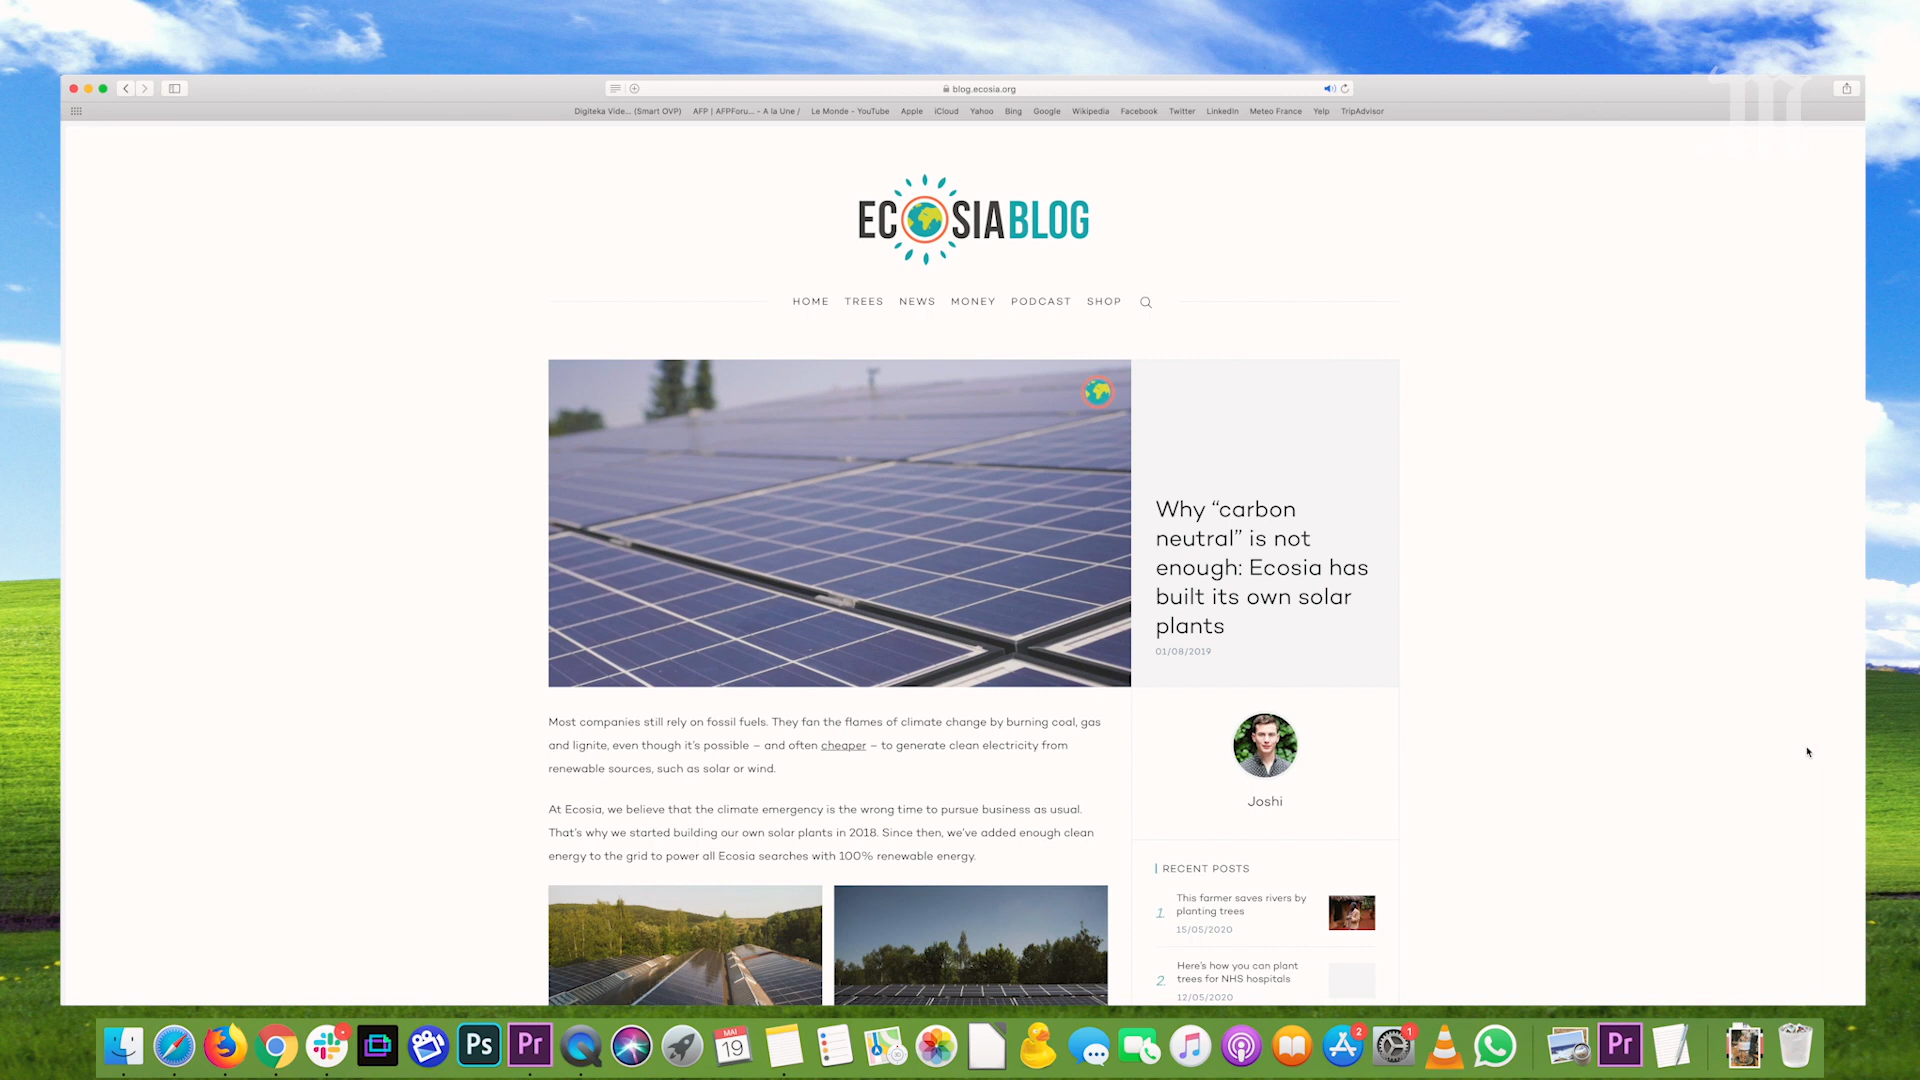 blog.ecosia.org
Digiteka Vide... (Smart OVP) AFP | AFPForu... - A la Une / Le Monde - YouTube Apple iCloud Yahoo Bing Google Wikipedia Facebook Twitter LinkedIn Meteo France Yelp TripAdvisor
ECOSIABLOG
HOME TREES NEWS MONEY PODCAST SHOP
Why “carbon
neutral” is not
enough: Ecosia has
built its own solar
plants
01/08/2019
Most companies still rely on fossil fuels. They fan the flames of climate change by burning coal, gas
and lignite, even though it’s possible – and often cheaper – to generate clean electricity from
renewable sources, such as solar or wind.
At Ecosia, we believe that the climate emergency is the wrong time to pursue business as usual.
That’s why we started building our own solar plants in 2018. Since then, we’ve added enough clean
energy to the grid to power all Ecosia searches with 100% renewable energy.
Joshi
RECENT POSTS
1. This farmer saves rivers by
planting trees
15/05/2020
2. Here’s how you can plant
trees for NHS hospitals
12/05/2020
Ps Pr MAI 19 2 1 Pr